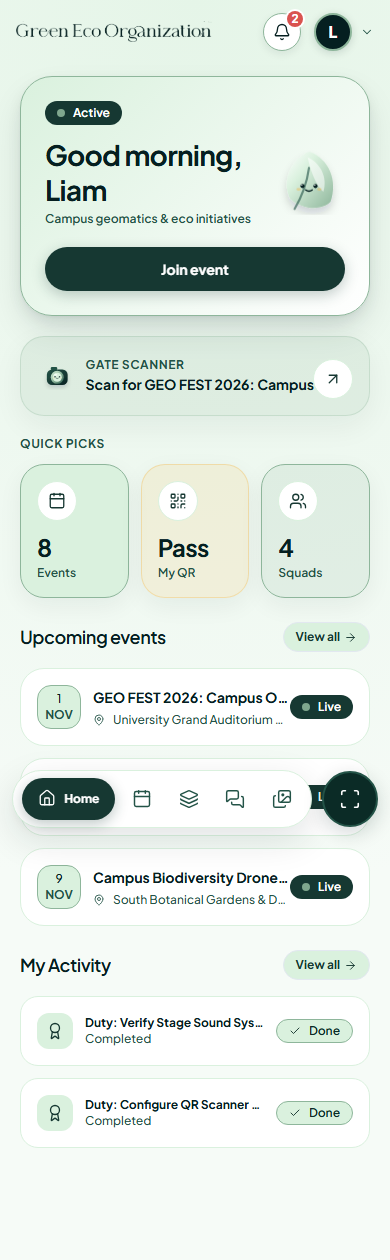 Green Eco Organization
2
L
Active
Good morning,
Liam
Campus geomatics & eco initiatives
Join event
GATE SCANNER
Scan for GEO FEST 2026: Campus
QUICK PICKS
8
Events
Pass
My QR
4
Squads
Upcoming events
View all →
1
NOV
GEO FEST 2026: Campus O...
University Grand Auditorium ...
Live
Home
9
NOV
Campus Biodiversity Drone...
South Botanical Gardens & D...
Live
My Activity
View all →
Duty: Verify Stage Sound Sys...
Completed
Done
Duty: Configure QR Scanner ...
Completed
Done